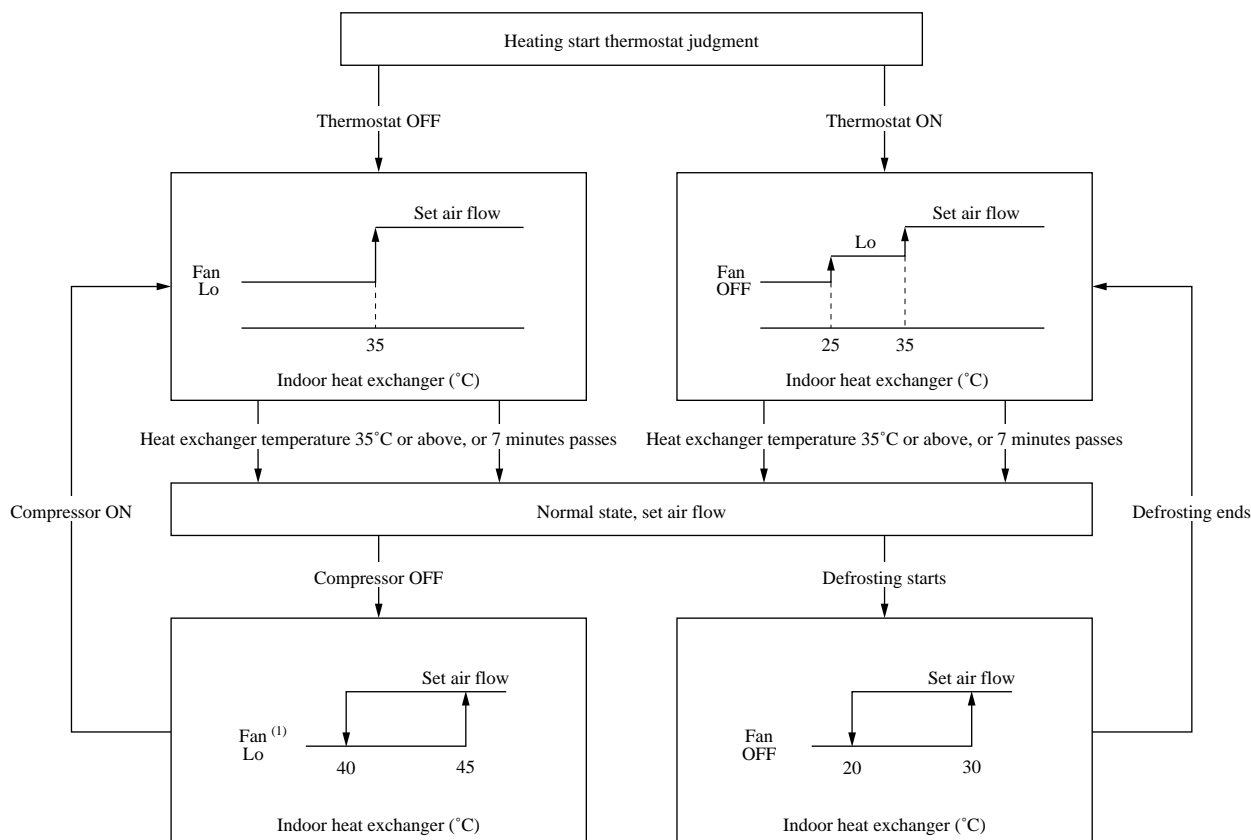 Heating start thermostat judgment
Thermostat OFF
Thermostat ON
Set air flow
Fan
Lo
35
Indoor heat exchanger (˚C)
Set air flow
Lo
Fan
OFF
25 35
Indoor heat exchanger (˚C)
Heat exchanger temperature 35˚C or above, or 7 minutes passes
Heat exchanger temperature 35˚C or above, or 7 minutes passes
Compressor ON
Normal state, set air flow
Defrosting ends
Compressor OFF
Defrosting starts
Set air flow
Fan (1)
Lo
40 45
Indoor heat exchanger (˚C)
Set air flow
Fan
OFF
20 30
Indoor heat exchanger (˚C)